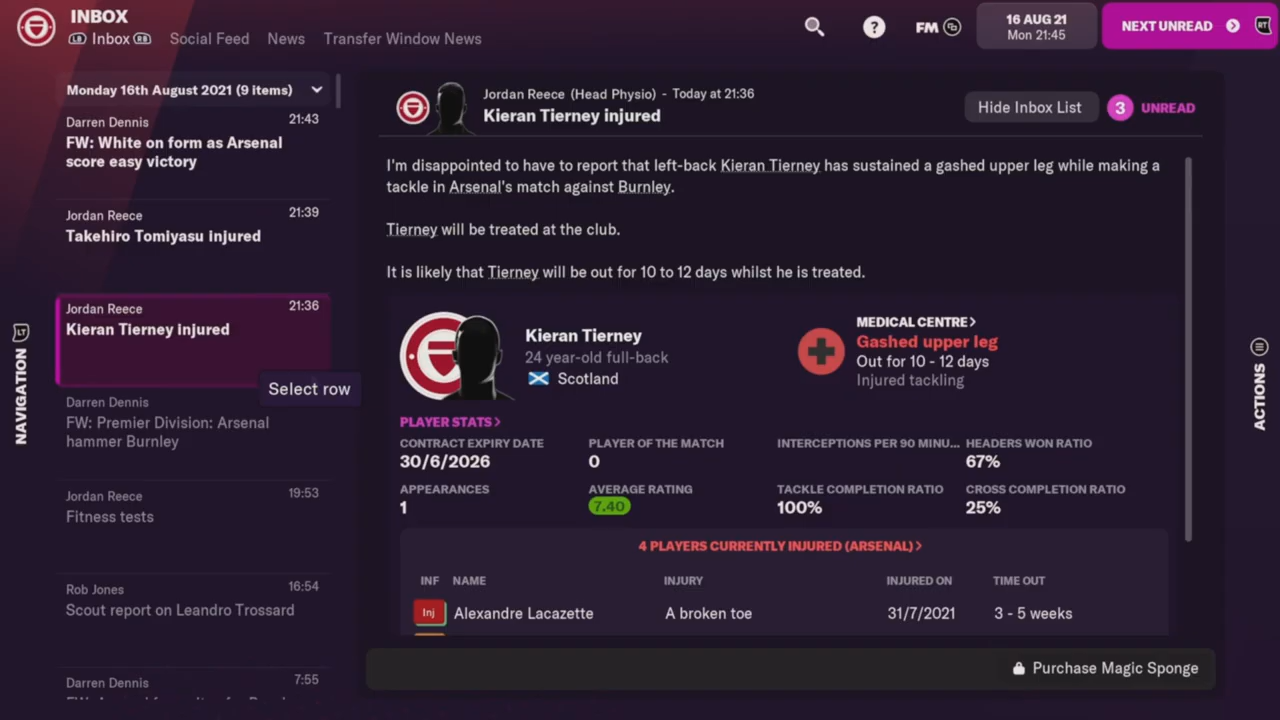 INBOX
LB Inbox RB Social Feed News Transfer Window News
FM
16 AUG 21
Mon 21:45
NEXT UNREAD RT
Monday 16th August 2021 (9 items)
Darren Dennis 21:43
FW: White on form as Arsenal
score easy victory
Jordan Reece 21:39
Takehiro Tomiyasu injured
Jordan Reece 21:36
Kieran Tierney injured
Select row
Darren Dennis
FW: Premier Division: Arsenal
hammer Burnley
Jordan Reece 19:53
Fitness tests
Rob Jones 16:54
Scout report on Leandro Trossard
Darren Dennis 7:55
LT NAVIGATION
Jordan Reece (Head Physio) - Today at 21:36
Kieran Tierney injured
Hide Inbox List 3 UNREAD
I'm disappointed to have to report that left-back Kieran Tierney has sustained a gashed upper leg while making a
tackle in Arsenal's match against Burnley.
Tierney will be treated at the club.
It is likely that Tierney will be out for 10 to 12 days whilst he is treated.
Kieran Tierney
24 year-old full-back
Scotland
MEDICAL CENTRE>
Gashed upper leg
Out for 10 - 12 days
Injured tackling
PLAYER STATS>
CONTRACT EXPIRY DATE PLAYER OF THE MATCH INTERCEPTIONS PER 90 MINU... HEADERS WON RATIO
30/6/2026 0 67%
APPEARANCES AVERAGE RATING TACKLE COMPLETION RATIO CROSS COMPLETION RATIO
1 7.40 100% 25%
4 PLAYERS CURRENTLY INJURED (ARSENAL)>
INF NAME INJURY INJURED ON TIME OUT
Inj Alexandre Lacazette A broken toe 31/7/2021 3 - 5 weeks
Purchase Magic Sponge
ACTIONS